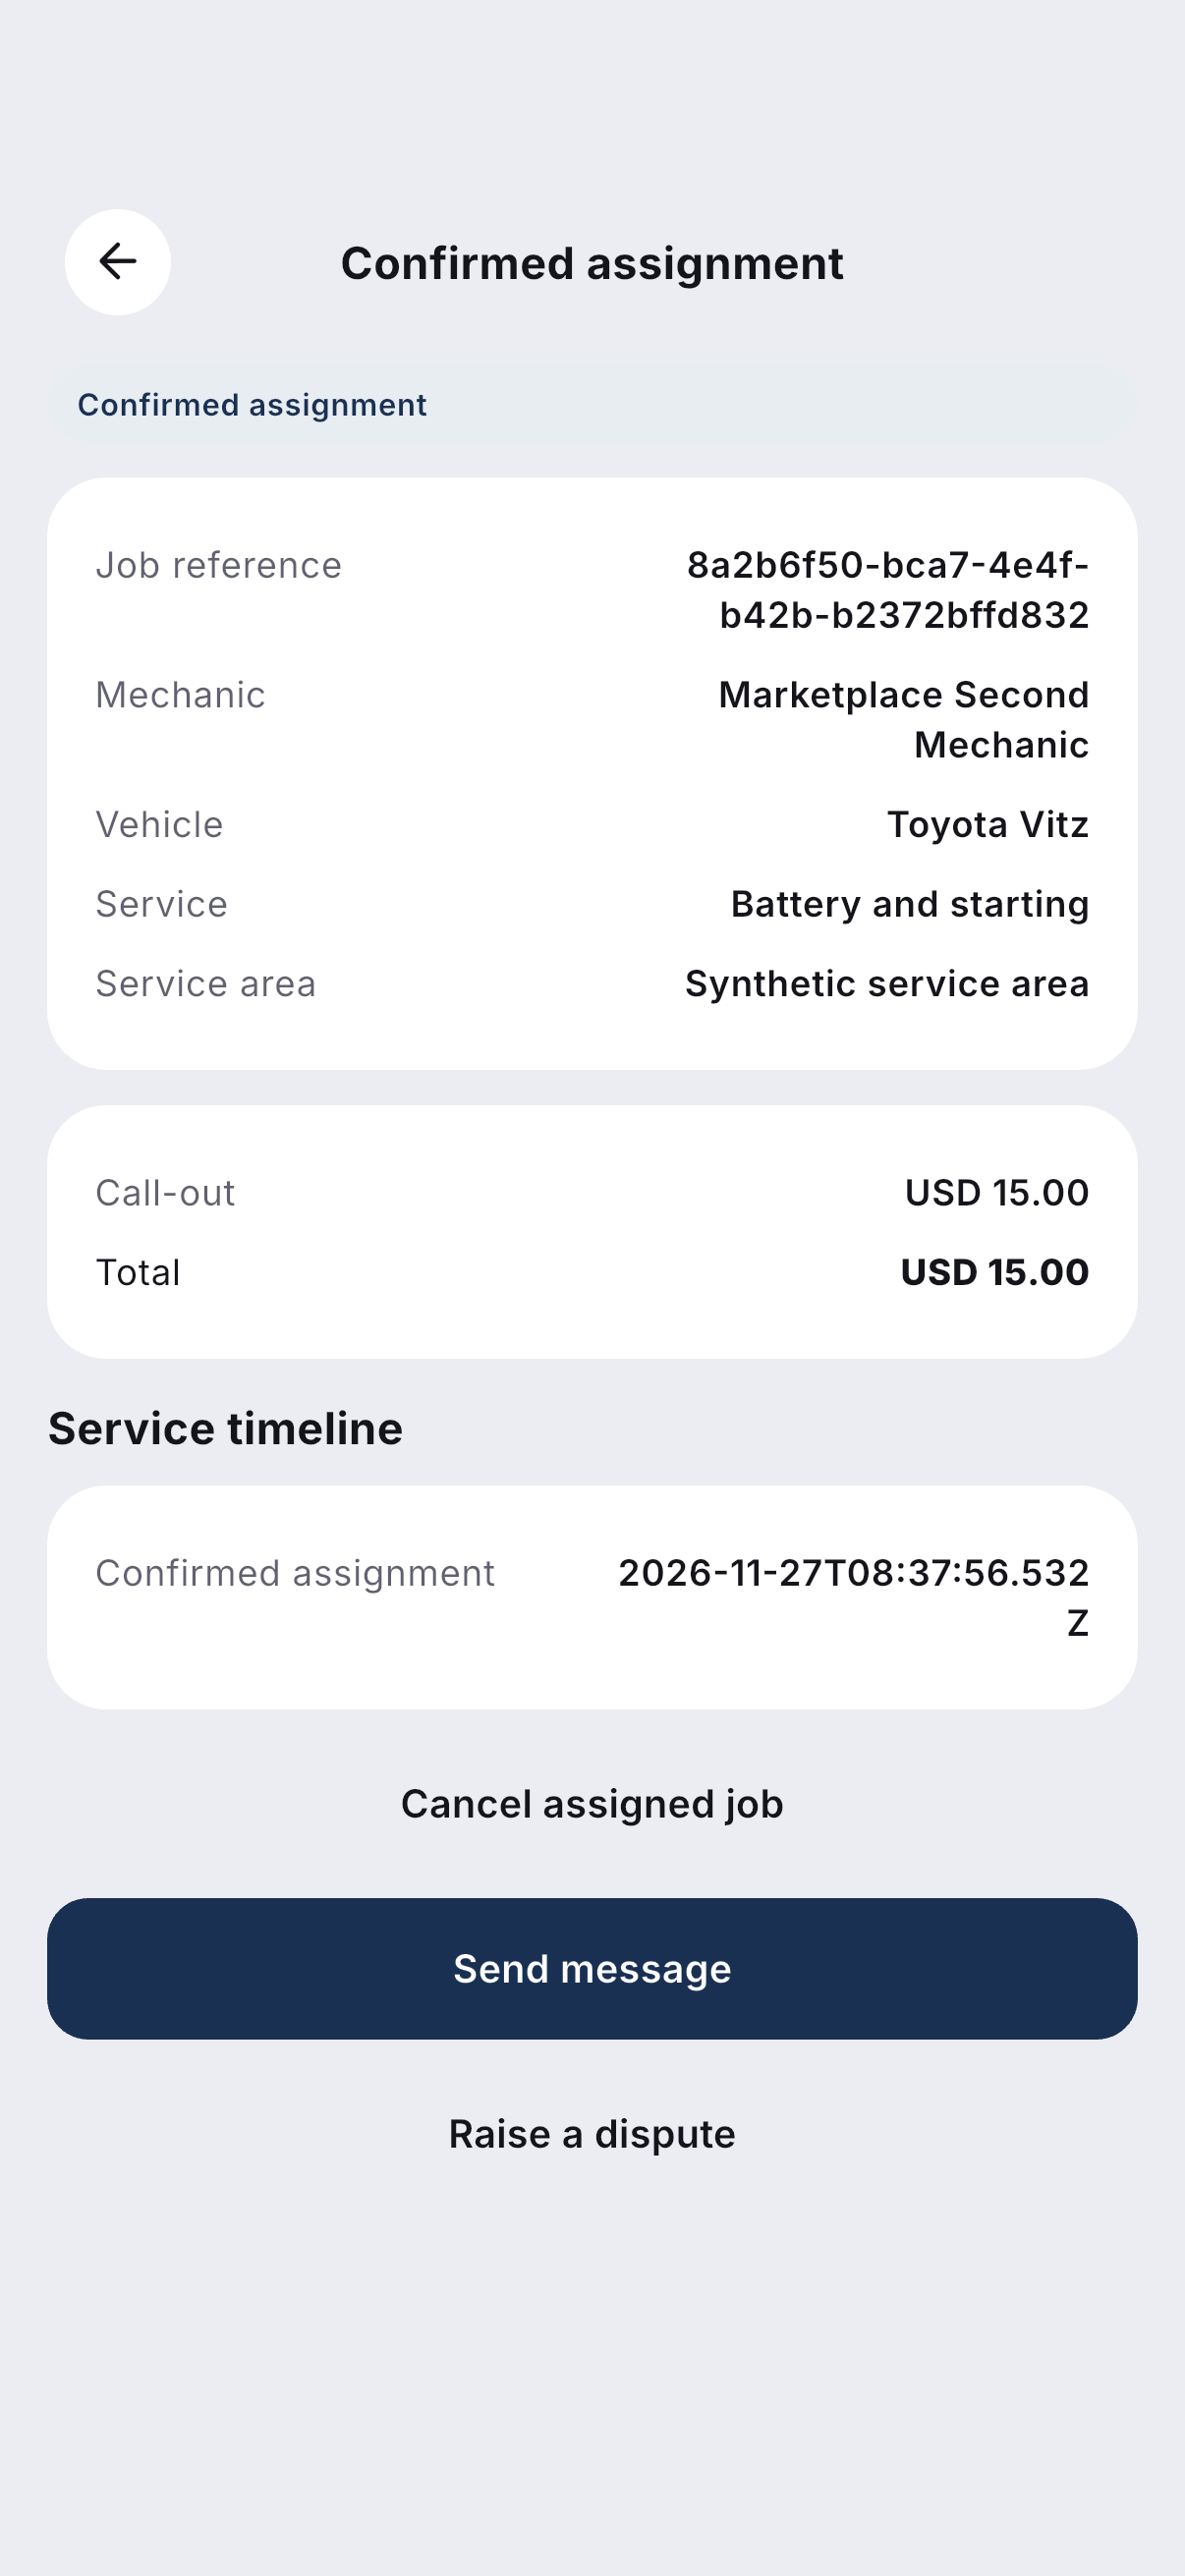 Confirmed assignment
Confirmed assignment
Job reference 8a2b6f50-bca7-4e4f-
b42b-b2372bffd832
Mechanic Marketplace Second
Mechanic
Vehicle Toyota Vitz
Service Battery and starting
Service area Synthetic service area
Call-out USD 15.00
Total USD 15.00
Service timeline
Confirmed assignment 2026-11-27T08:37:56.532
Z
Cancel assigned job
Send message
Raise a dispute